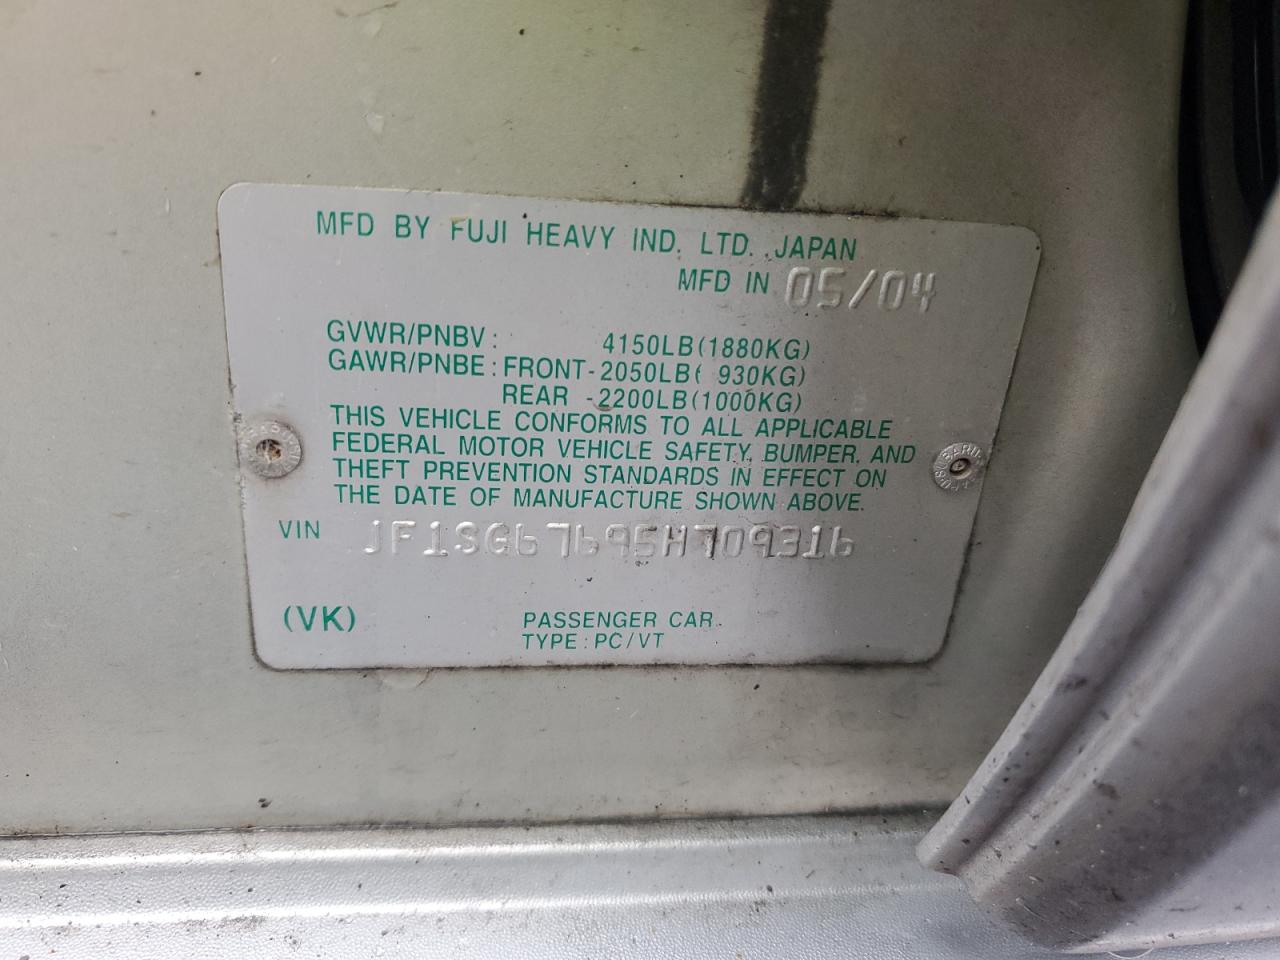 MFD BY FUJI HEAVY IND. LTD. JAPAN
MFD IN 05/04
GVWR/PNBV: 4150LB(1880KG)
GAWR/PNBE: FRONT-2050LB( 930KG)
REAR -2200LB(1000KG)
THIS VEHICLE CONFORMS TO ALL APPLICABLE
FEDERAL MOTOR VEHICLE SAFETY, BUMPER, AND
THEFT PREVENTION STANDARDS IN EFFECT ON
THE DATE OF MANUFACTURE SHOWN ABOVE.
VIN JF1SG67695H709316
(VK) PASSENGER CAR
TYPE: PC/VT